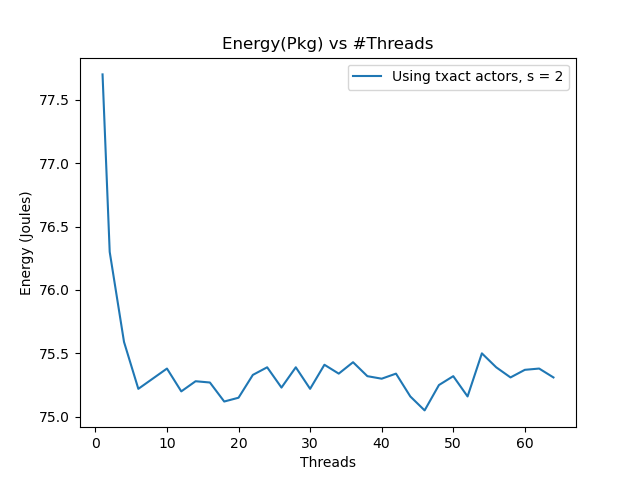 Energy(Pkg) vs #Threads
Using txact actors, s = 2
77.5
77.0
76.5
76.0
75.5
75.0
Energy (Joules)
0 10 20 30 40 50 60
Threads